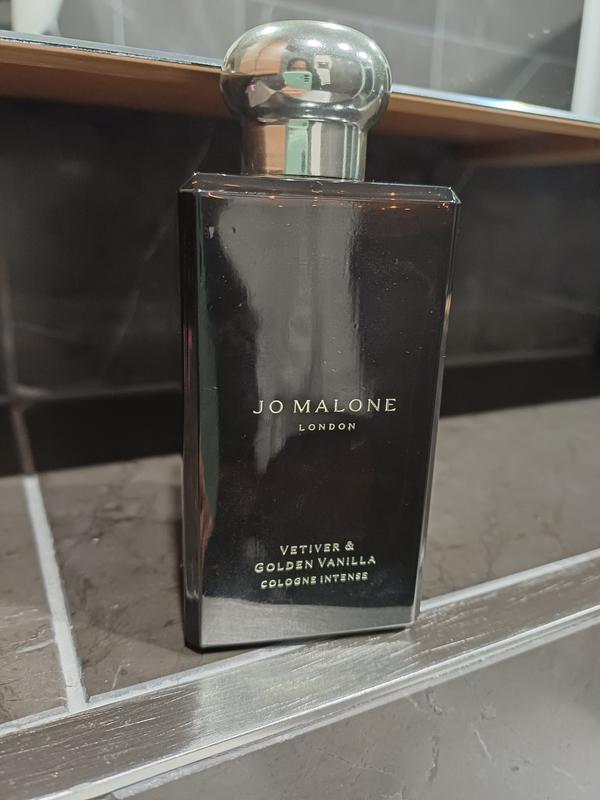 JO MALONE
LONDON
VETIVER &
GOLDEN VANILLA
COLOGNE INTENSE